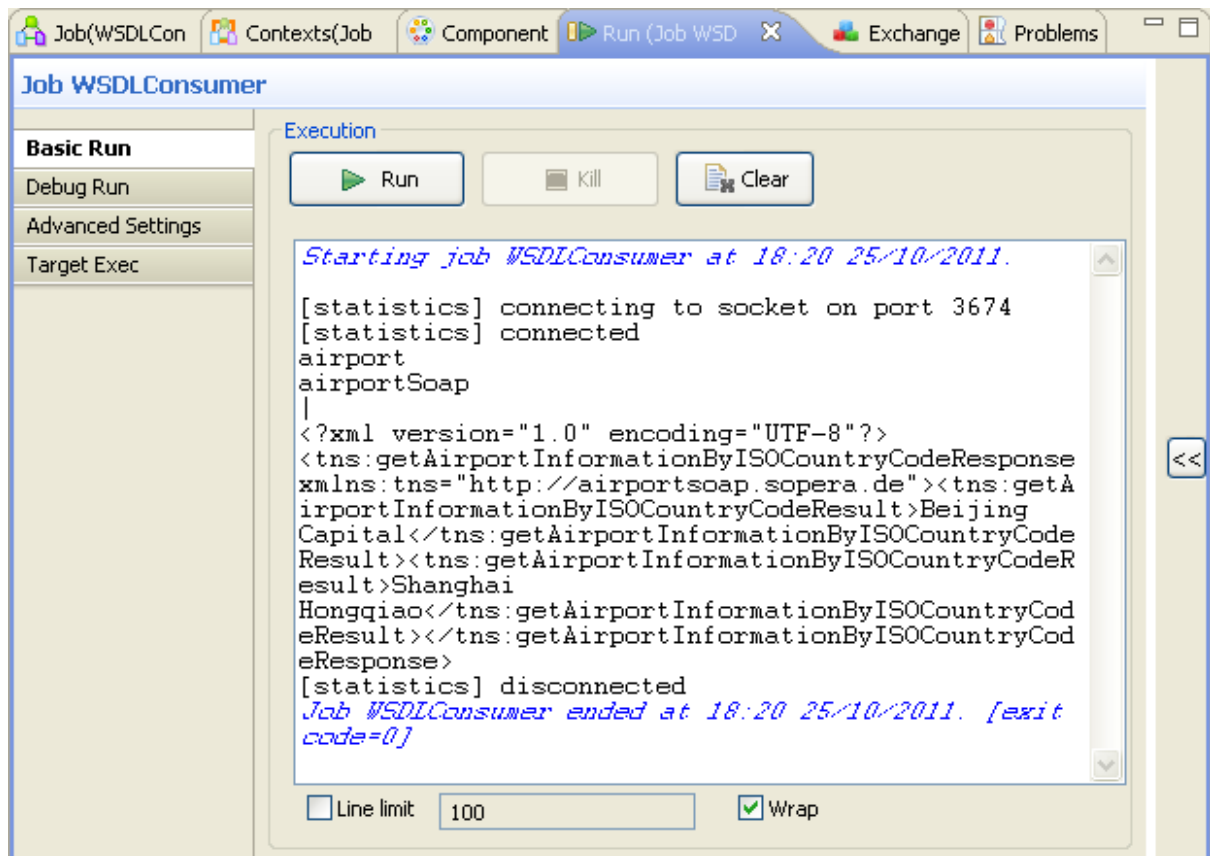 Job(WSDLCon Contexts(Job Component Run (Job WSD Exchange Problems
Job WSDLConsumer
Basic Run
Debug Run
Advanced Settings
Target Exec
Execution
Run Kill Clear
Starting job WSDLConsumer at 18:20 25/10/2011.
[statistics] connecting to socket on port 3674
[statistics] connected
airport
airportSoap
|
<?xml version="1.0" encoding="UTF-8"?>
<tns:getAirportInformationByISOCountryCodeResponse
xmlns:tns="http://airportsoap.sopera.de"><tns:getA
irportInformationByISOCountryCodeResult>Beijing
Capital</tns:getAirportInformationByISOCountryCode
Result><tns:getAirportInformationByISOCountryCodeR
esult>Shanghai
Hongqiao</tns:getAirportInformationByISOCountryCod
eResult></tns:getAirportInformationByISOCountryCod
eResponse>
[statistics] disconnected
Job WSDLConsumer ended at 18:20 25/10/2011. [exit
code=0]
<<
Line limit 100 Wrap